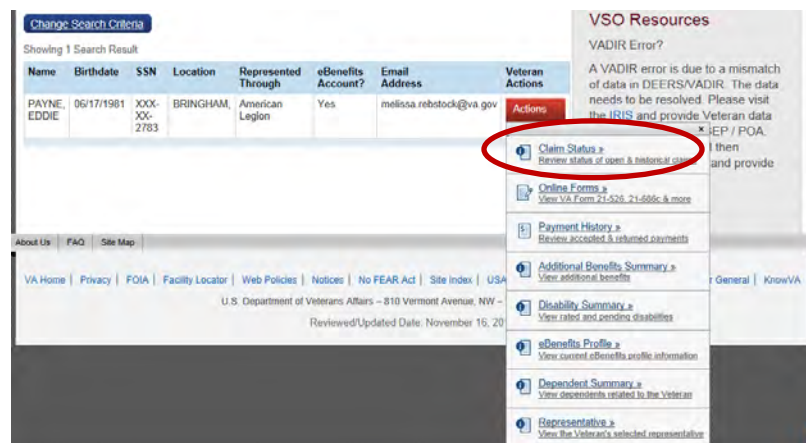 Change Search Criteria
Showing 1 Search Result
Name Birthdate SSN Location Represented Through eBenefits Account? Email Address Veteran Actions
PAYNE, EDDIE 06/17/1981 XXX-XX-2783 BRINGHAM, American Legion Yes melissa.rebstock@va.gov Actions
VSO Resources
VADIR Error?
A VADIR error is due to a mismatch
of data in DEERS/VADIR. The data
needs to be resolved. Please visit
the IRIS and provide Veteran data
SEP / POA.
then
and provide
x
Claim Status »
Review status of open & historical claims
Online Forms »
View VA Form 21-526, 21-686c & more
Payment History »
Review accepted & returned payments
Additional Benefits Summary »
View additional benefits
Disability Summary »
View rated and pending disabilities
eBenefits Profile »
View current eBenefits profile information
Dependent Summary »
View dependents related to the Veteran
Representative »
View the Veteran's selected representative
About Us | FAQ | Site Map
VA Home | Privacy | FOIA | Facility Locator | Web Policies | Notices | No FEAR Act | Site Index | USA
r General | KnowVA
U.S. Department of Veterans Affairs – 810 Vermont Avenue, NW –
Reviewed/Updated Date: November 16, 20